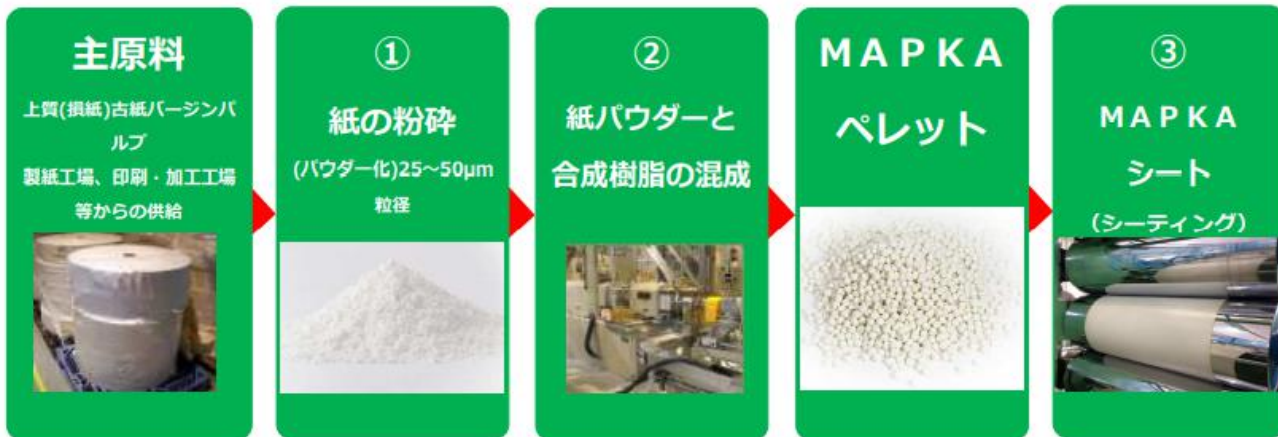 主原料
上質(損紙)古紙バージンパ
ルプ
製紙工場、印刷・加工工場
等からの供給
①
紙の粉砕
(パウダー化)25～50μm
粒径
②
紙パウダーと
合成樹脂の混成
ＭＡＰＫＡ
ペレット
③
ＭＡＰＫＡ
シート
（シーティング）